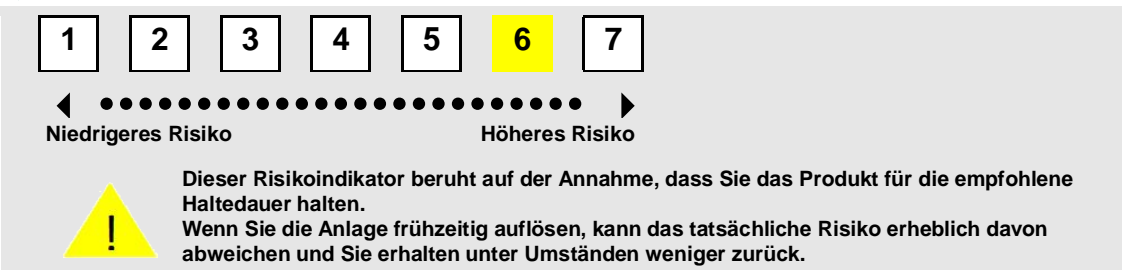 1 2 3 4 5 6 7
Niedrigeres Risiko Höheres Risiko
Dieser Risikoindikator beruht auf der Annahme, dass Sie das Produkt für die empfohlene
Haltedauer halten.
Wenn Sie die Anlage frühzeitig auflösen, kann das tatsächliche Risiko erheblich davon
abweichen und Sie erhalten unter Umständen weniger zurück.
!